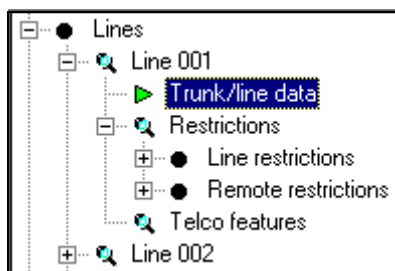 Lines
Line 001
Trunk/line data
Restrictions
Line restrictions
Remote restrictions
Telco features
Line 002